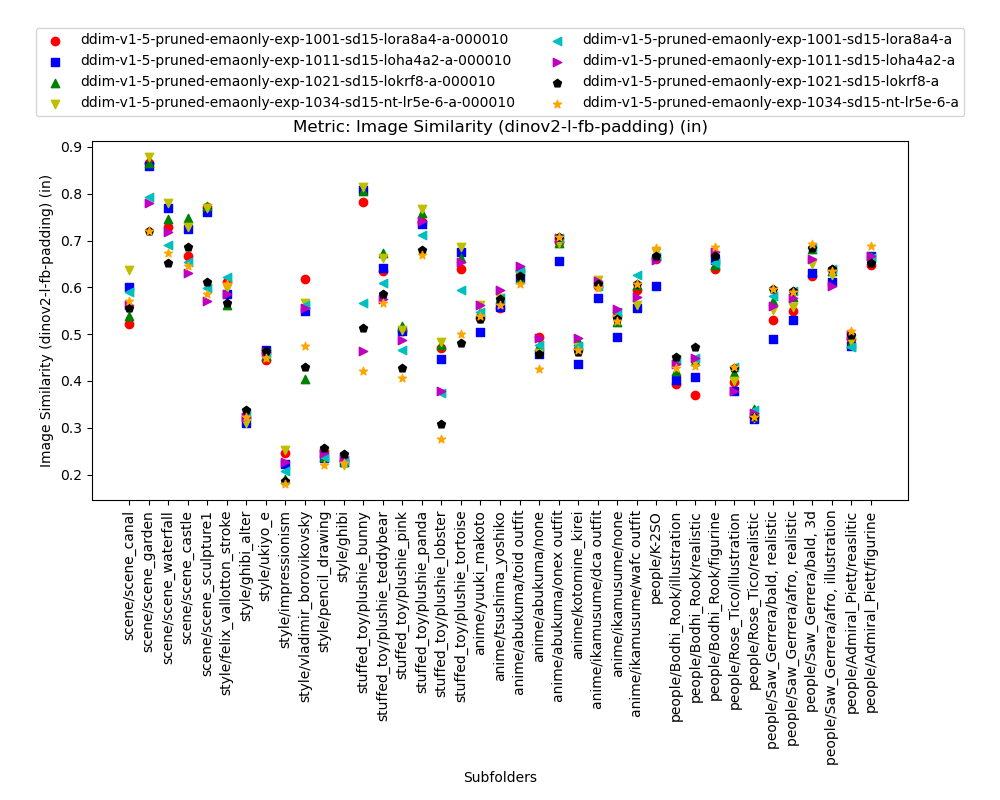 ddim-v1-5-pruned-emaonly-exp-1001-sd15-lora8a4-a-000010
ddim-v1-5-pruned-emaonly-exp-1011-sd15-loha4a2-a-000010
ddim-v1-5-pruned-emaonly-exp-1021-sd15-lokrf8-a-000010
ddim-v1-5-pruned-emaonly-exp-1034-sd15-nt-lr5e-6-a-000010
ddim-v1-5-pruned-emaonly-exp-1001-sd15-lora8a4-a
ddim-v1-5-pruned-emaonly-exp-1011-sd15-loha4a2-a
ddim-v1-5-pruned-emaonly-exp-1021-sd15-lokrf8-a
ddim-v1-5-pruned-emaonly-exp-1034-sd15-nt-lr5e-6-a
Metric: Image Similarity (dinov2-l-fb-padding) (in)
Image Similarity (dinov2-l-fb-padding) (in)
0.9
0.8
0.7
0.6
0.5
0.4
0.3
0.2
scene/scene_canal
scene/scene_garden
scene/scene_waterfall
scene/scene_castle
scene/scene_sculpture1
style/felix_vallotton_stroke
style/ghibi_alter
style/ukiyo_e
style/impressionism
style/vladmir_borovikovsky
style/pencil_drawing
style/ghibi
stuffed_toy/plushie_bunny
stuffed_toy/plushie_teddybear
stuffed_toy/plushie_pink
stuffed_toy/plushie_panda
stuffed_toy/plushie_lobster
stuffed_toy/plushie_tortoise
anime/yuuki_makoto
anime/tsushima_yoshiko
anime/abukuma/toid outfit
anime/abukuma/none
anime/abukuma/onex outfit
anime/kotomine_kirei
anime/ikamusume/dca outfit
anime/ikamusume/none
anime/ikamusume/wafc outfit
people/K-2SO
people/Bodhi_Rook/illustration
people/Bodhi_Rook/realistic
people/Bodhi_Rook/figurine
people/Rose_Tico/illustration
people/Rose_Tico/realistic
people/Saw_Gerrera/bald, realistic
people/Saw_Gerrera/afro, realistic
people/Saw_Gerrera/bald, 3d
people/Saw_Gerrera/afro, illustration
people/Admiral_Piett/reaslitic
people/Admiral_Piett/figurine
Subfolders